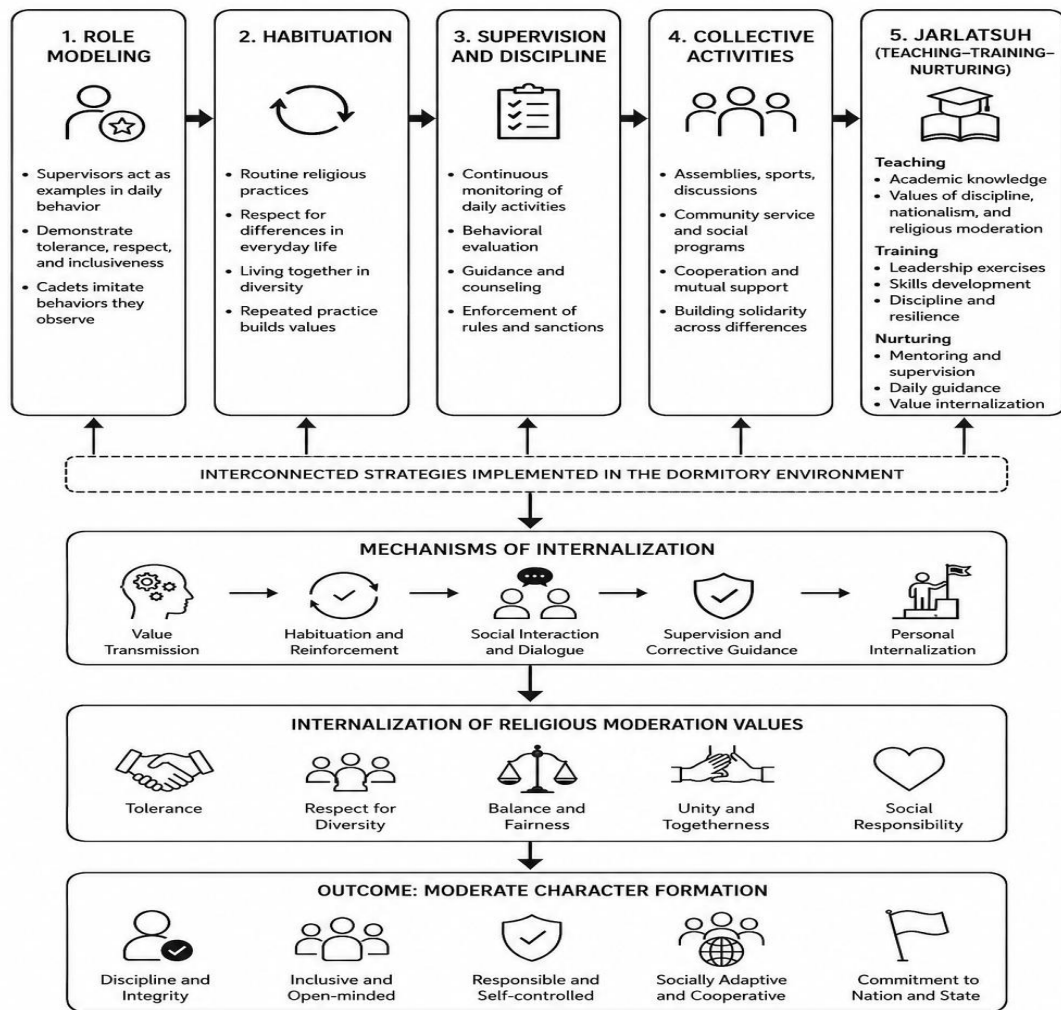 1. ROLE
MODELING
• Supervisors act as
examples in daily
behavior
• Demonstrate
tolerance, respect,
and inclusiveness
• Cadets imitate
behaviors they
observe
2. HABITUATION
• Routine religious
practices
• Respect for
differences in
everyday life
• Living together in
diversity
• Repeated practice
builds values
3. SUPERVISION
AND DISCIPLINE
• Continuous
monitoring of
daily activities
• Behavioral
evaluation
• Guidance and
counseling
• Enforcement of
rules and sanctions
4. COLLECTIVE
ACTIVITIES
• Assemblies, sports,
discussions
• Community service
and social
programs
• Cooperation and
mutual support
• Building solidarity
across differences
5. JARLATSUH
(TEACHING–TRAINING–
NURTURING)
Teaching
• Academic knowledge
• Values of discipline,
nationalism, and
religious moderation
Training
• Leadership exercises
• Skills development
• Discipline and
resilience
Nurturing
• Mentoring and
supervision
• Daily guidance
• Value internalization
INTERCONNECTED STRATEGIES IMPLEMENTED IN THE DORMITORY ENVIRONMENT
MECHANISMS OF INTERNALIZATION
Value
Transmission
Habituation and
Reinforcement
Social Interaction
and Dialogue
Supervision and
Corrective Guidance
Personal
Internalization
INTERNALIZATION OF RELIGIOUS MODERATION VALUES
Tolerance
Respect for
Diversity
Balance and
Fairness
Unity and
Togetherness
Social
Responsibility
OUTCOME: MODERATE CHARACTER FORMATION
Discipline and
Integrity
Inclusive and
Open-minded
Responsible and
Self-controlled
Socially Adaptive
and Cooperative
Commitment to
Nation and State